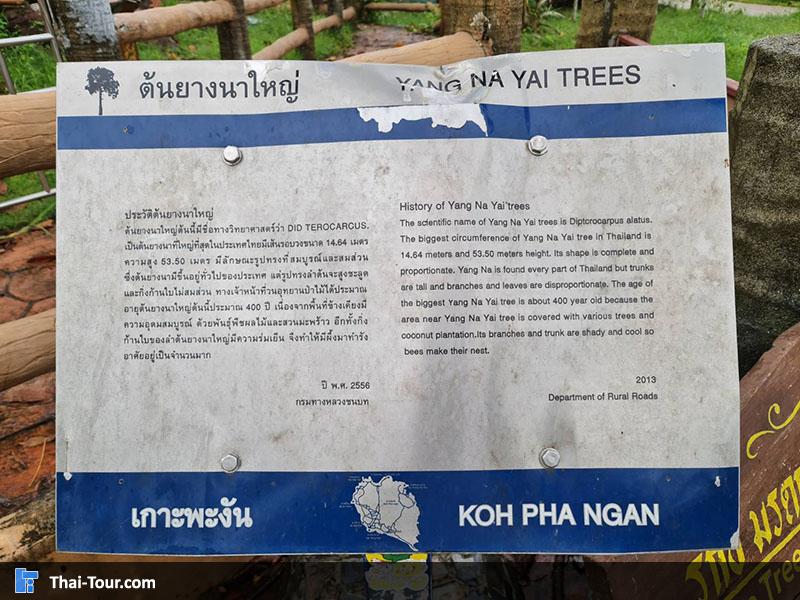 ต้นยางนาใหญ่
YANG NA YAI TREES
ประวัติต้นยางนาใหญ่
ต้นยางนาใหญ่ต้นนี้มีชื่อทางวิทยาศาสตร์ว่า DID TEROCARCUS.
เป็นต้นยางนาที่ใหญ่ที่สุดในประเทศไทยมีเส้นรอบวงขนาด 14.64 เมตร
ความสูง 53.50 เมตร มีลักษณะรูปทรงที่สมบูรณ์และสมส่วน
ซึ่งต้นยางนามีขึ้นอยู่ทั่วไปของประเทศ แต่รูปทรงลำต้นจะสูงชะลูด
และกิ่งก้านใบไม่สมส่วน ทางเจ้าหน้าที่วนอุทยานป่าไม้ได้ประมาณ
อายุต้นยางนาใหญ่ต้นนี้ประมาณ 400 ปี เนื่องจากพื้นที่ข้างเคียงมี
ความอุดมสมบูรณ์ ด้วยพันธุ์พืชผลไม้และสวนมะพร้าว อีกทั้งกิ่ง
ก้านใบของลำต้นยางนาใหญ่มีความร่มเย็น จึงทำให้มีผึ้งมาทำรัง
อาศัยอยู่เป็นจำนวนมาก
ปี พ.ศ. 2556
กรมทางหลวงชนบท
History of Yang Na Yai trees
The scientific name of Yang Na Yai trees is Diptorocarpus alatus.
The biggest circumference of Yang Na Yai tree in Thailand is
14.64 meters and 53.50 meters height. Its shape is complete and
proportionate. Yang Na is found every part of Thailand but trunks
are tall and branches and leaves are disproportionate. The age of
the biggest Yang Na Yai tree is about 400 year old because the
area near Yang Na Yai tree is covered with various trees and
coconut plantation.Its branches and trunk are shady and cool so
bees make their nest.
2013
Department of Rural Roads
เกาะพะงัน
KOH PHA NGAN
Thai-Tour.com